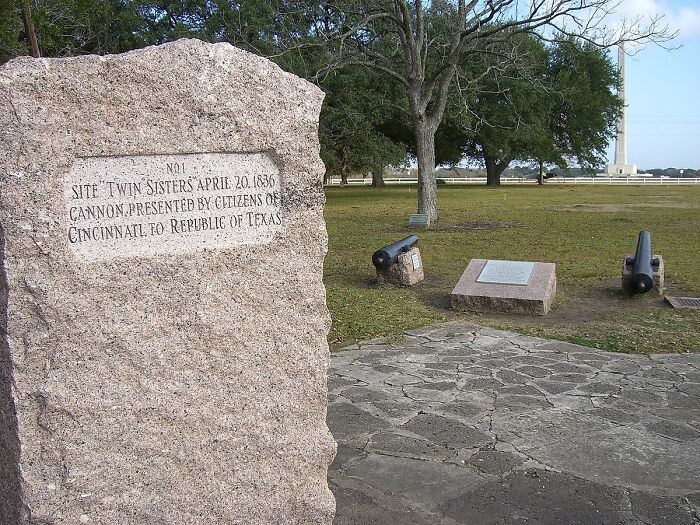 NO 1
SITE "TWIN SISTERS" APRIL 20, 1836
CANNON, PRESENTED BY CITIZENS OF
CINCINNATI, TO REPUBLIC OF TEXAS